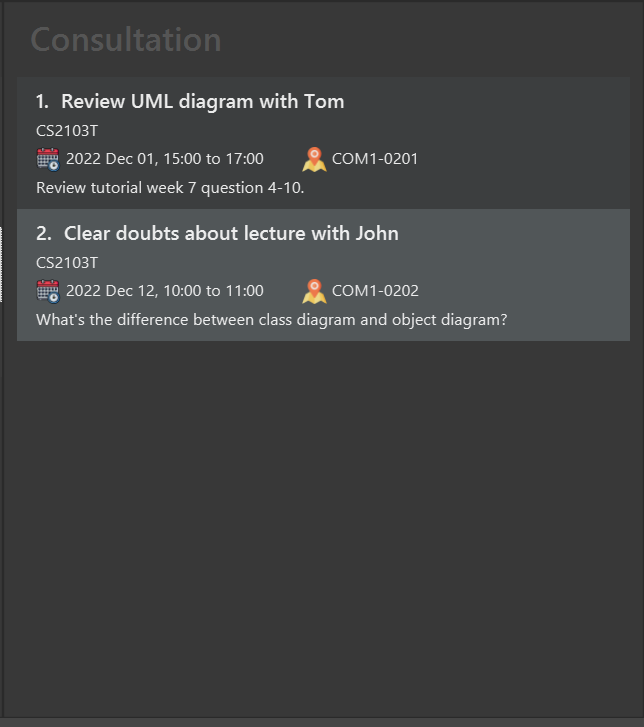 Consultation
1. Review UML diagram with Tom
CS2103T
2022 Dec 01, 15:00 to 17:00 COM1-0201
Review tutorial week 7 question 4-10.
2. Clear doubts about lecture with John
CS2103T
2022 Dec 12, 10:00 to 11:00 COM1-0202
What's the difference between class diagram and object diagram?